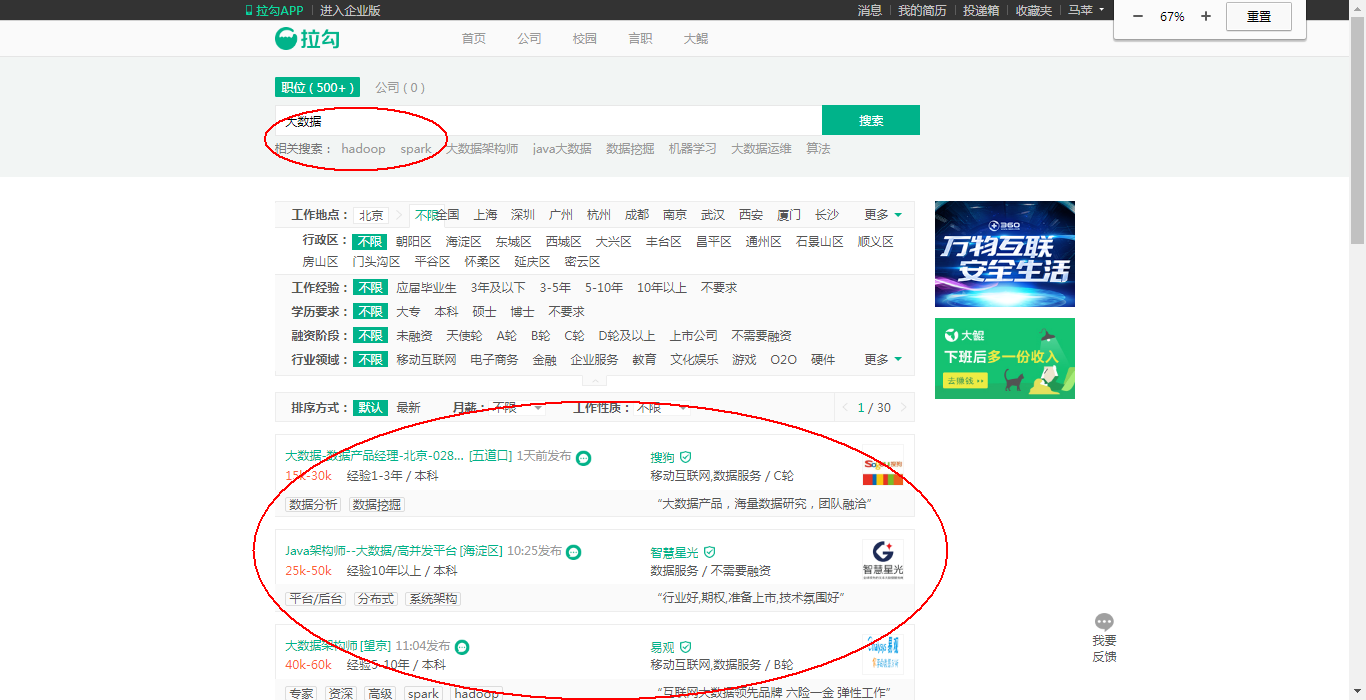 拉勾APP 进入企业版 消息 我的简历 投递箱 收藏夹 马苹
67% 重置
拉勾 首页 公司 校园 言职 大鲲
职位 ( 500+ ) 公司 ( 0 )
大数据 搜索
相关搜索： hadoop spark 大数据架构师 java大数据 数据挖掘 机器学习 大数据运维 算法
工作地点： 北京 不限 全国 上海 深圳 广州 杭州 成都 南京 武汉 西安 厦门 长沙 更多
行政区： 不限 朝阳区 海淀区 东城区 西城区 大兴区 丰台区 昌平区 通州区 石景山区 顺义区
房山区 门头沟区 平谷区 怀柔区 延庆区 密云区
工作经验： 不限 应届毕业生 3年及以下 3-5年 5-10年 10年以上 不要求
学历要求： 不限 大专 本科 硕士 博士 不要求
融资阶段： 不限 未融资 天使轮 A轮 B轮 C轮 D轮及以上 上市公司 不需要融资
行业领域： 不限 移动互联网 电子商务 金融 企业服务 教育 文化娱乐 游戏 O2O 硬件 更多
360
万物互联
安全生活
大鲲
下班后多一份收入
去赚钱
排序方式： 默认 最新 月薪： 不限 工作性质： 不限 1 / 30
大数据-数据产品经理-北京-028... [五道口] 1天前发布 搜狗
15k-30k 经验1-3年 / 本科 移动互联网,数据服务 / C轮
数据分析 数据挖掘 “大数据产品，海量数据研究，团队融洽”
Java架构师--大数据/高并发平台 [海淀区] 10:25发布 智慧星光
25k-50k 经验10年以上 / 本科 数据服务 / 不需要融资
智慧星光
平台/后台 分布式 系统架构 “行业好,期权,准备上市,技术氛围好”
大数据架构师 [望京] 11:04发布 易观
40k-60k 经验5-10年 / 本科 移动互联网,数据服务 / B轮
专家 资深 高级 spark hadoop “互联网大数据领先品牌 六险一金 弹性工作”
我要
反馈